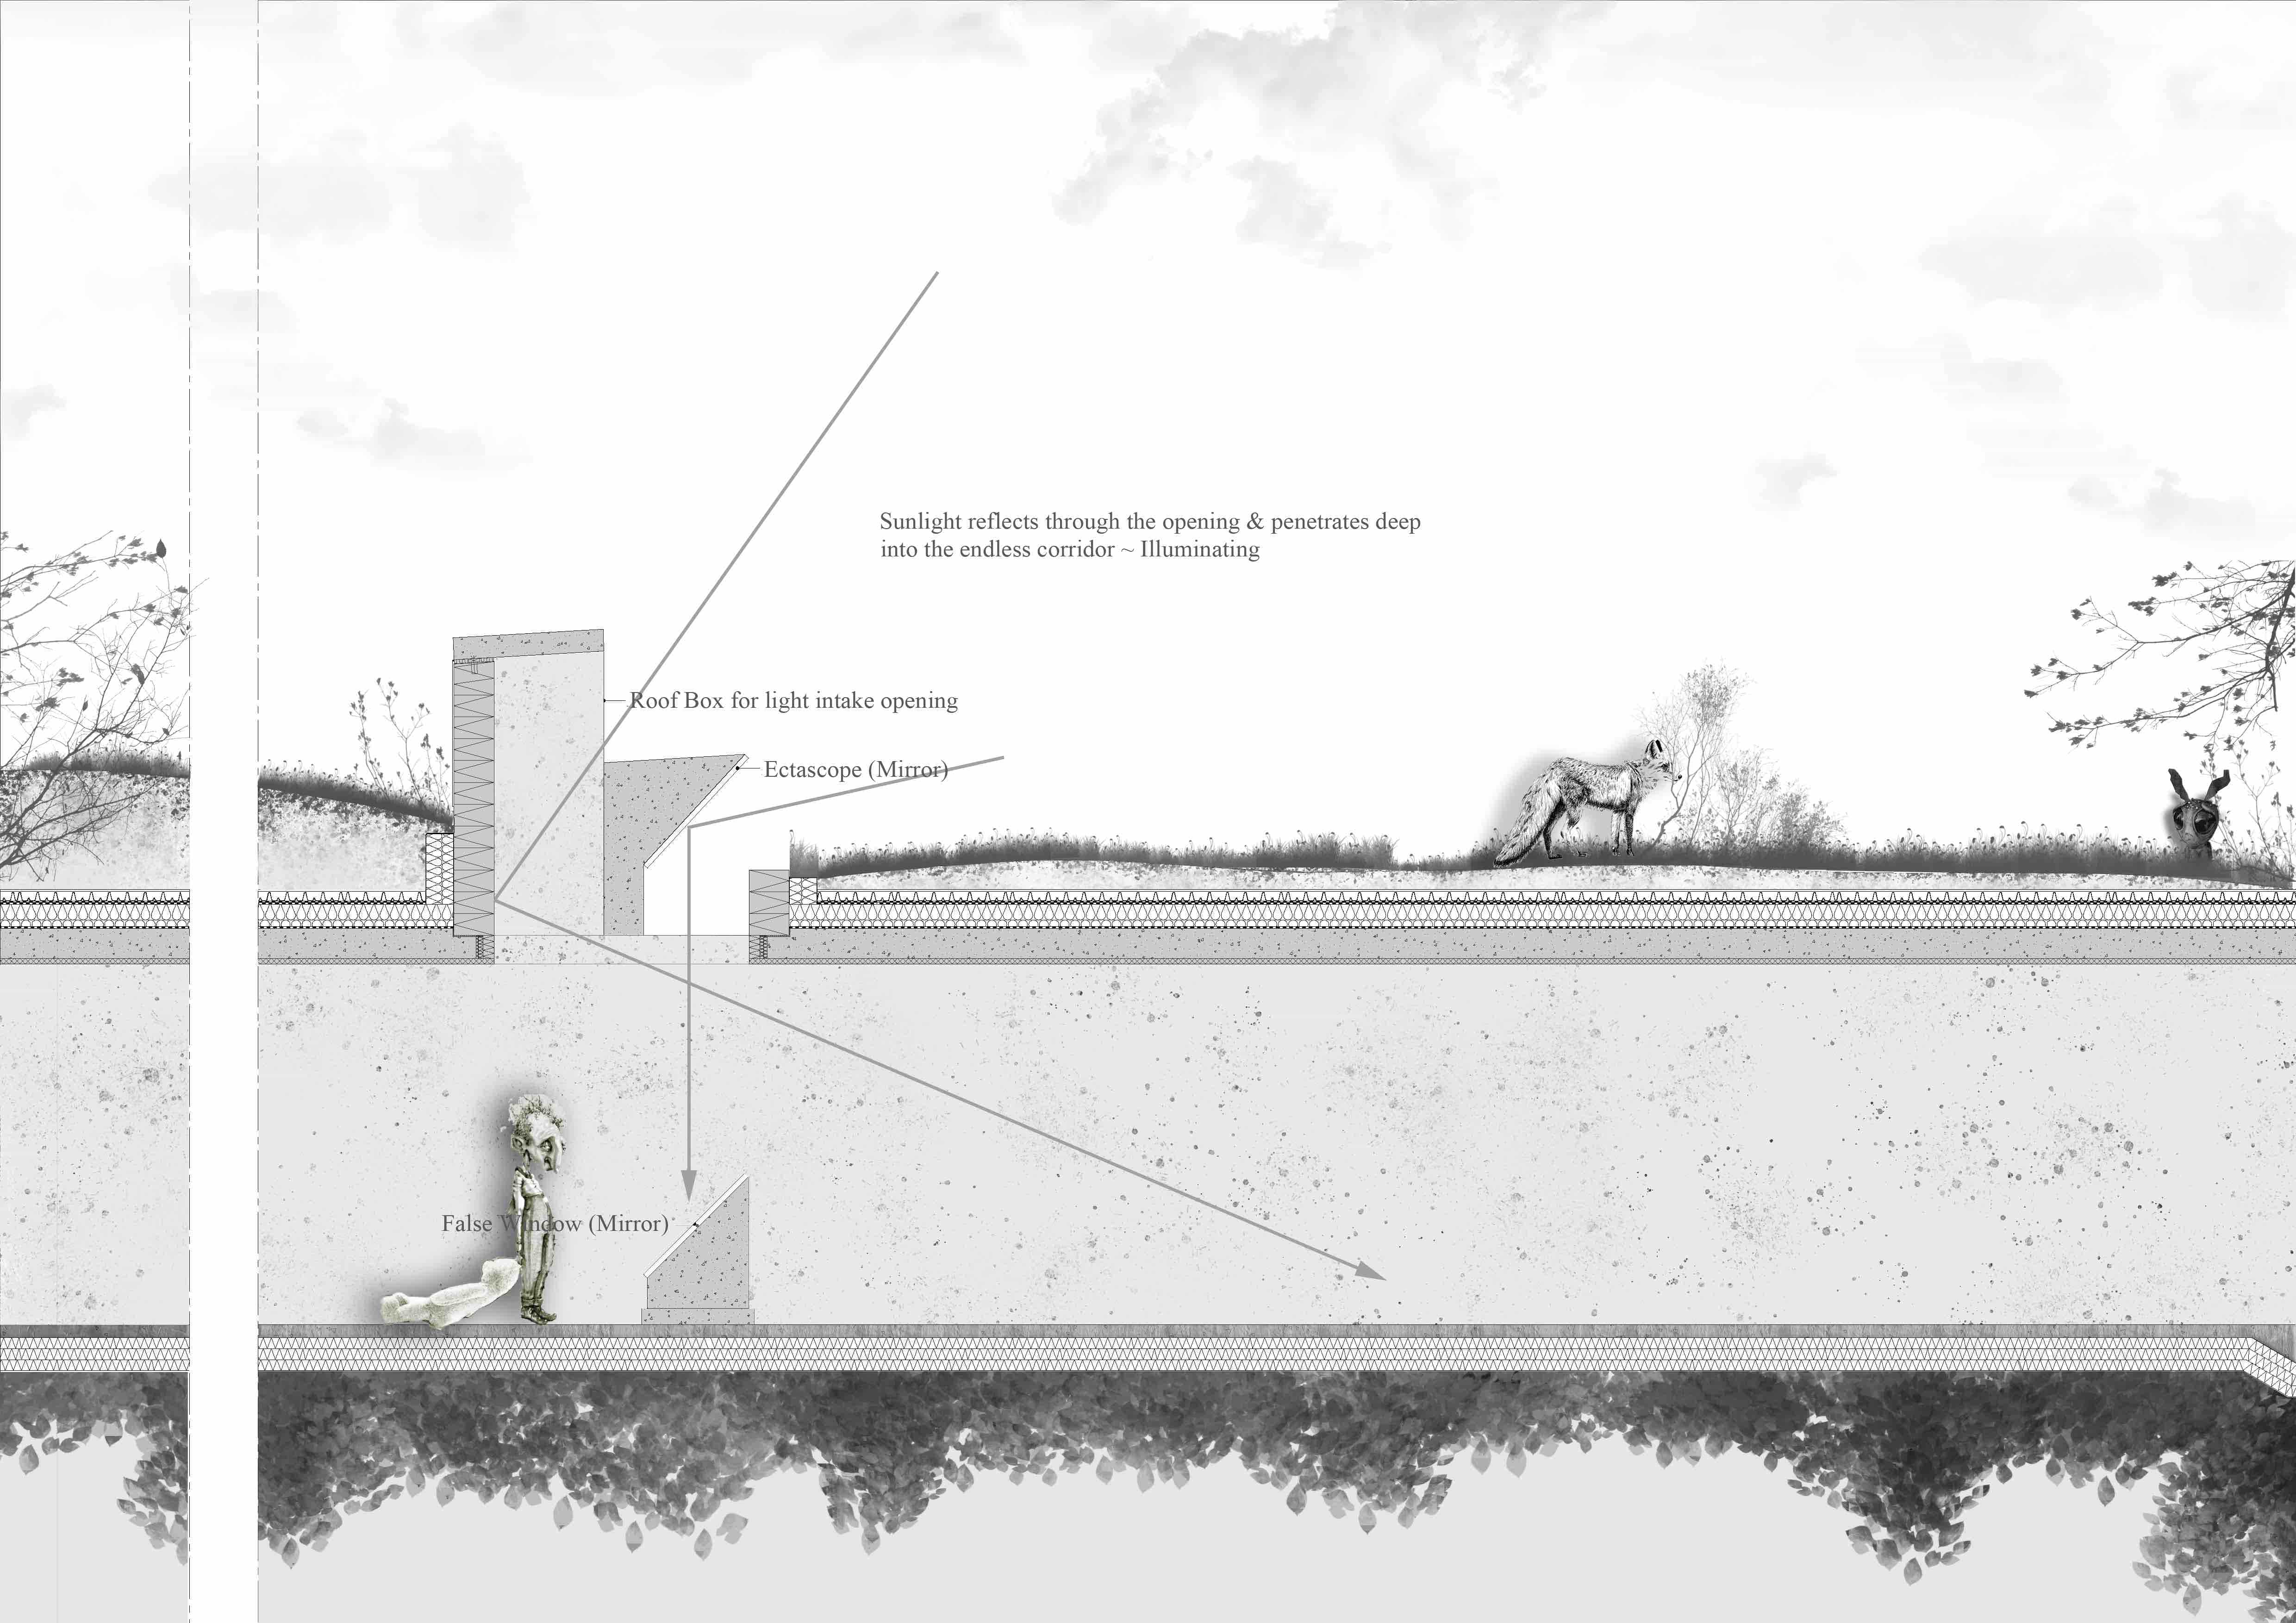 Sunlight reflects through the opening & penetrates deep
into the endless corridor ~ Illuminating
Roof Box for light intake opening
Ectascope (Mirror)
False Window (Mirror)